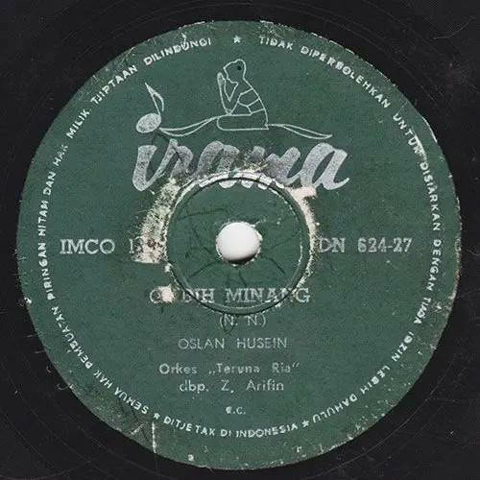 SEMUA HAK PEMBUATAN PIRINGAN HITAM DAN HAK MILIK TJIPTAAN DILINDUNGI ★ TIDAK DIPERBOLEHKAN UNTUK DISIARKAN DENGAN TIADA IDZIN LEBIH DAHULU
irama
IMCO
DN 624-27
MINANG
(N. N.)
OSLAN HUSEIN
Orkes „Teruna Ria"
dbp. Z. Arifin
E.C.
★ DITJETAK DI INDONESIA ★